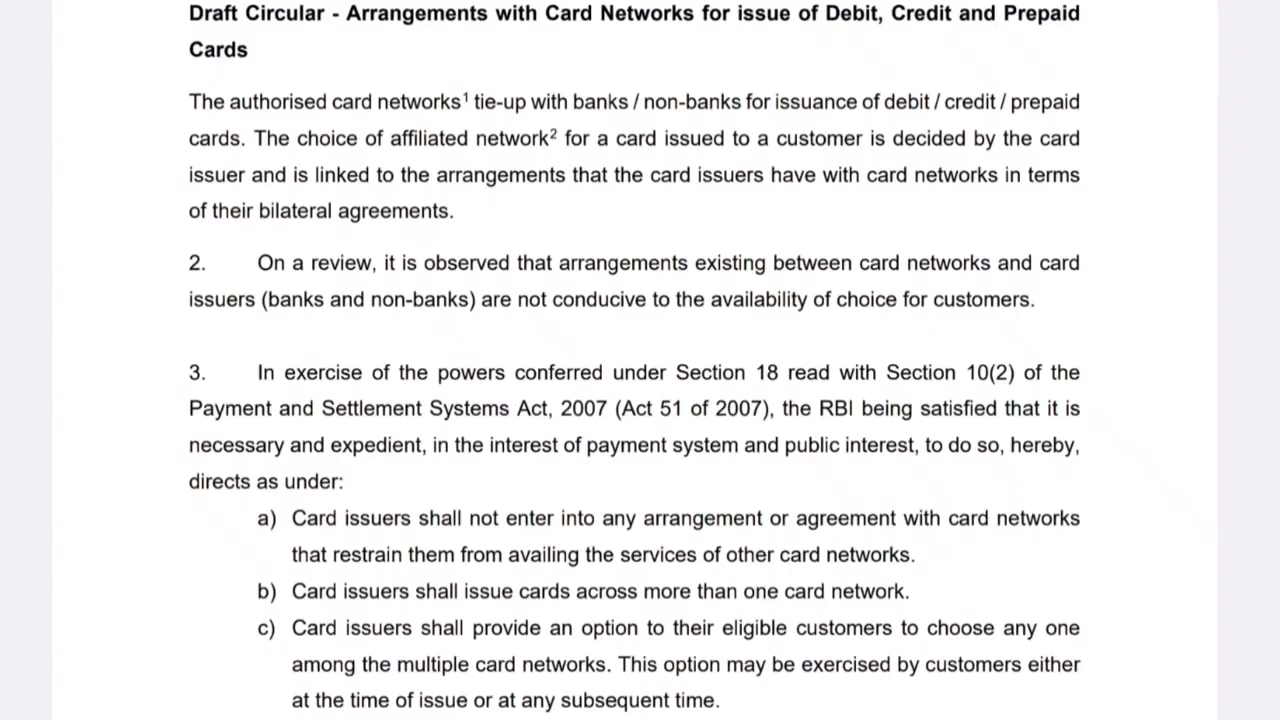 Draft Circular - Arrangements with Card Networks for issue of Debit, Credit and Prepaid
Cards
The authorised card networks¹ tie-up with banks / non-banks for issuance of debit / credit / prepaid
cards. The choice of affiliated network² for a card issued to a customer is decided by the card
issuer and is linked to the arrangements that the card issuers have with card networks in terms
of their bilateral agreements.
2. On a review, it is observed that arrangements existing between card networks and card
issuers (banks and non-banks) are not conducive to the availability of choice for customers.
3. In exercise of the powers conferred under Section 18 read with Section 10(2) of the
Payment and Settlement Systems Act, 2007 (Act 51 of 2007), the RBI being satisfied that it is
necessary and expedient, in the interest of payment system and public interest, to do so, hereby,
directs as under:
a) Card issuers shall not enter into any arrangement or agreement with card networks
that restrain them from availing the services of other card networks.
b) Card issuers shall issue cards across more than one card network.
c) Card issuers shall provide an option to their eligible customers to choose any one
among the multiple card networks. This option may be exercised by customers either
at the time of issue or at any subsequent time.